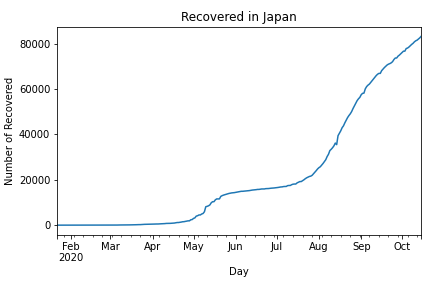 Recovered in Japan
Number of Recovered
80000
60000
40000
20000
0
Feb Mar Apr May Jun Jul Aug Sep Oct
2020
Day